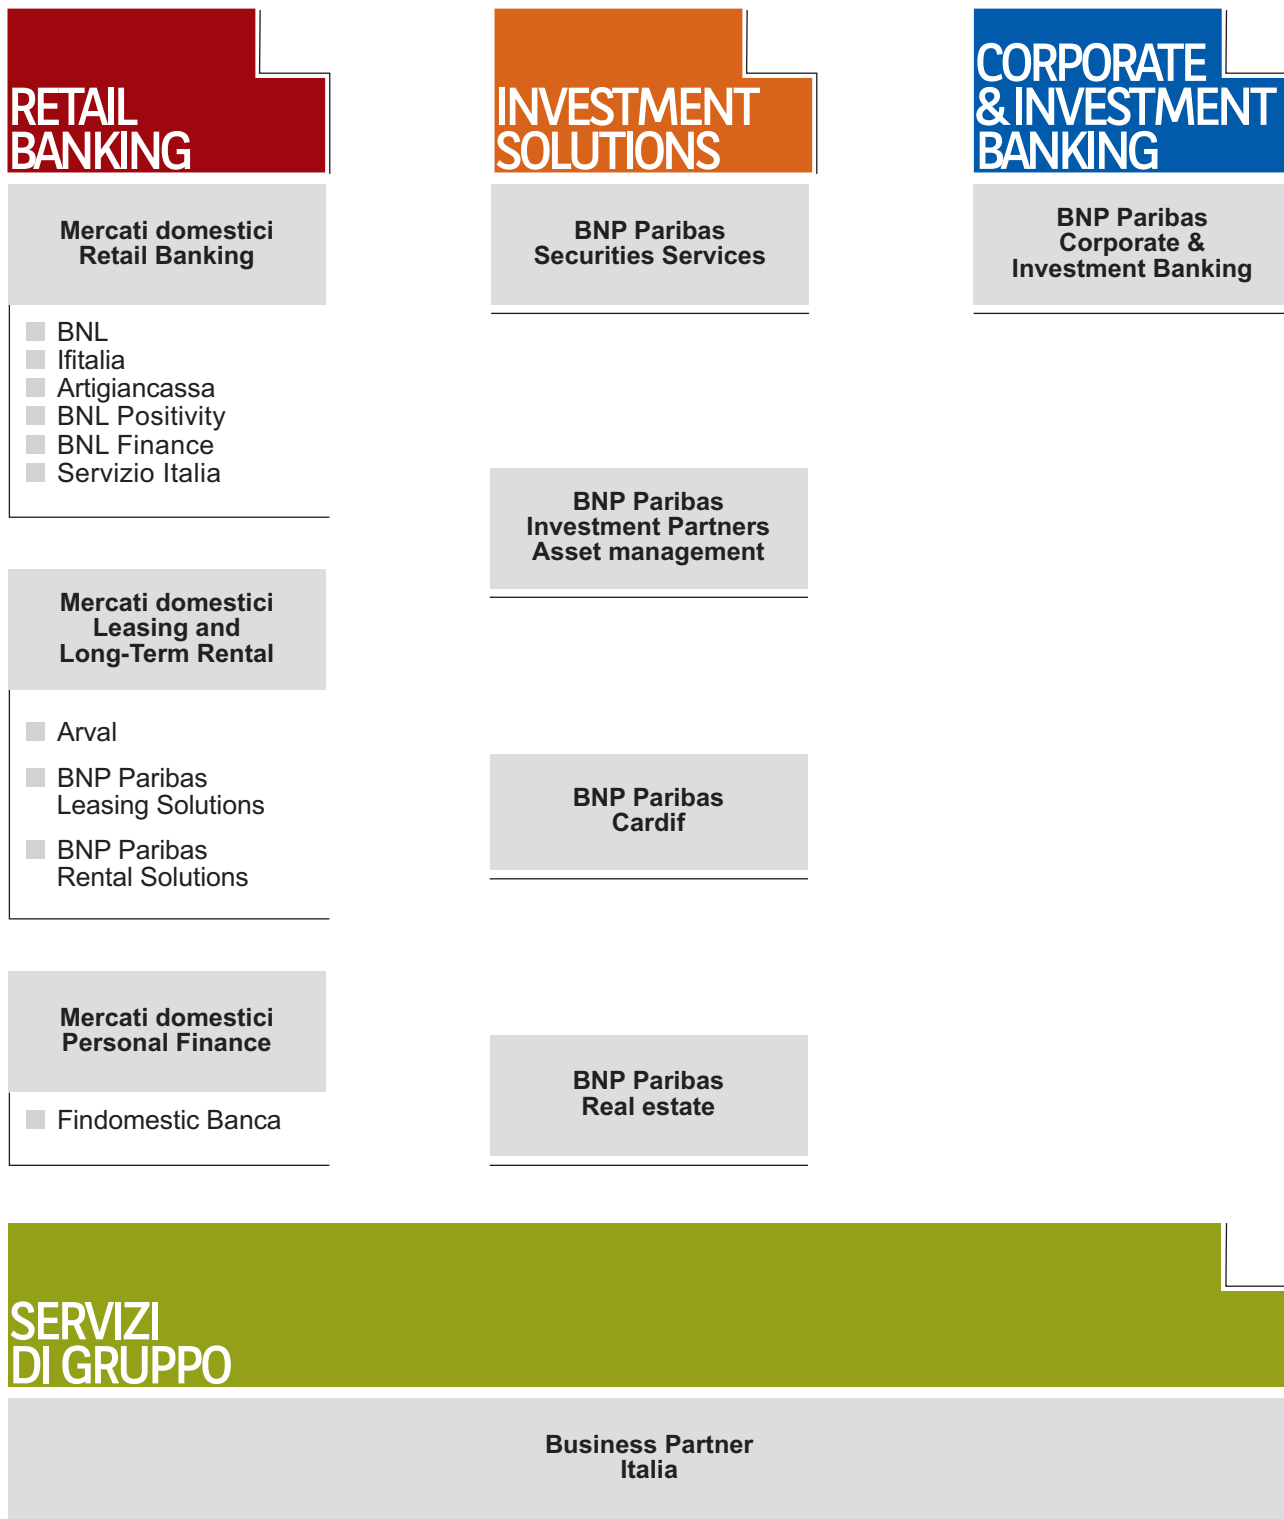 RETAIL
BANKING
Mercati domestici
Retail Banking
BNL
Ifitalia
Artigiancassa
BNL Positivity
BNL Finance
Servizio Italia
Mercati domestici
Leasing and
Long-Term Rental
Arval
BNP Paribas
Leasing Solutions
BNP Paribas
Rental Solutions
Mercati domestici
Personal Finance
Findomestic Banca
INVESTMENT
SOLUTIONS
BNP Paribas
Securities Services
BNP Paribas
Investment Partners
Asset management
BNP Paribas
Cardif
BNP Paribas
Real estate
CORPORATE
& INVESTMENT
BANKING
BNP Paribas
Corporate &
Investment Banking
SERVIZI
DI GRUPPO
Business Partner
Italia